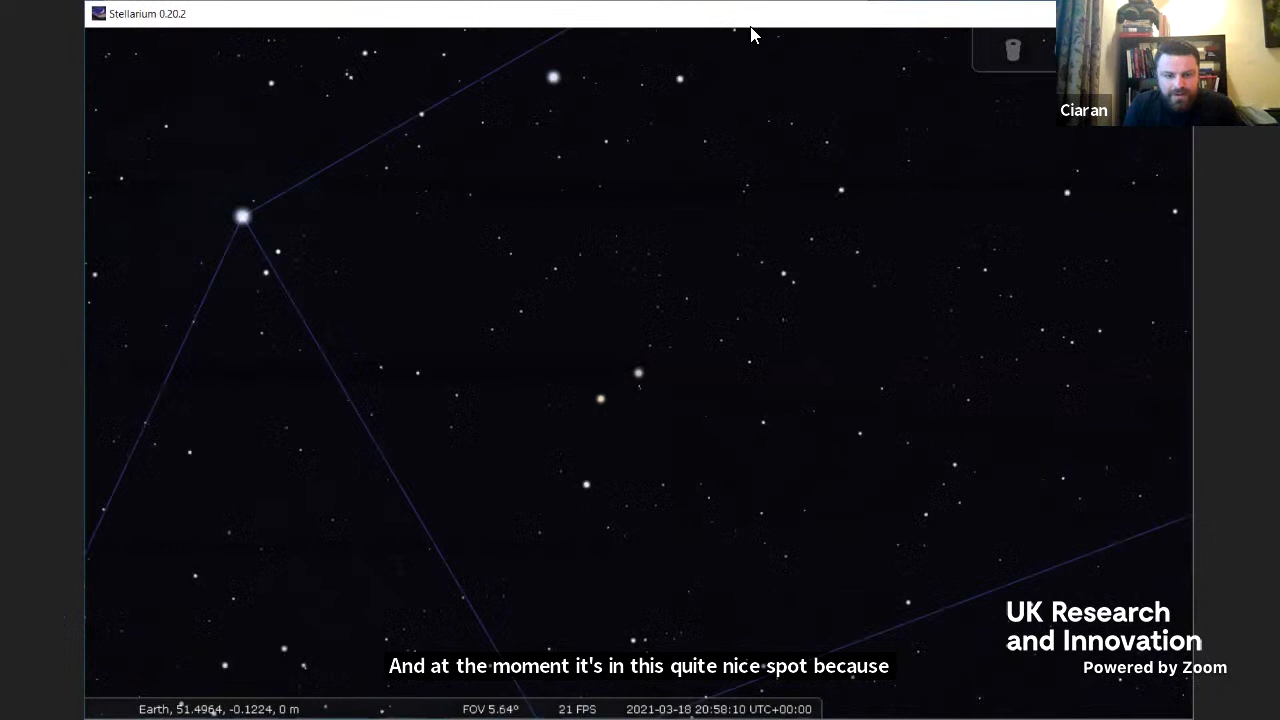 Stellarium 0.20.2
Ciaran
UK Research
and Innovation
Powered by Zoom
And at the moment it's in this quite nice spot because
Earth, 51.4964, -0.1224, 0 m
FOV 5.64°
21 FPS
2021-03-18 20:58:10 UTC+00:00